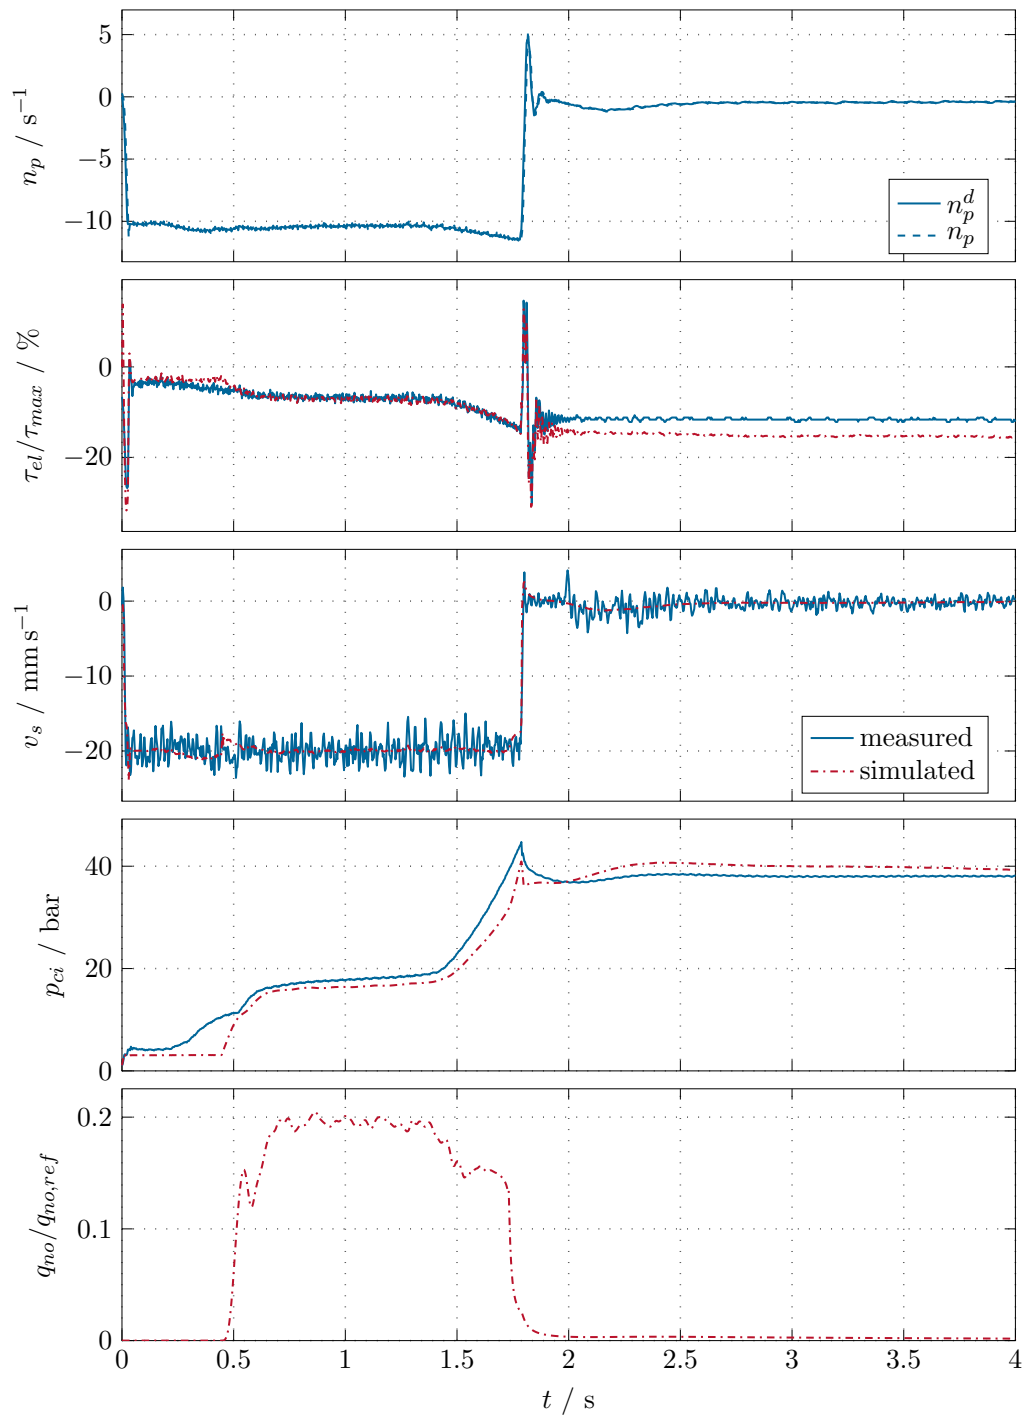 5
0
−5
−10
n_p / s⁻¹
n_p^d
n_p
0
−20
τ_el/τ_max / %
0
−10
−20
v_s / mm s⁻¹
measured
simulated
40
20
0
p_ci / bar
0.2
0.1
0
q_no/q_no,ref
0 0.5 1 1.5 2 2.5 3 3.5 4
t / s